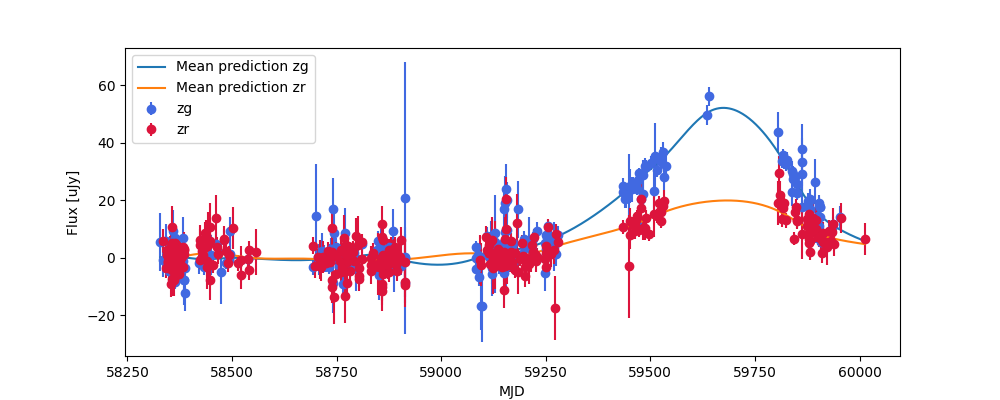 Mean prediction zg
Mean prediction zr
zg
zr
60
40
20
0
−20
Flux [uJy]
58250 58500 58750 59000 59250 59500 59750 60000
MJD